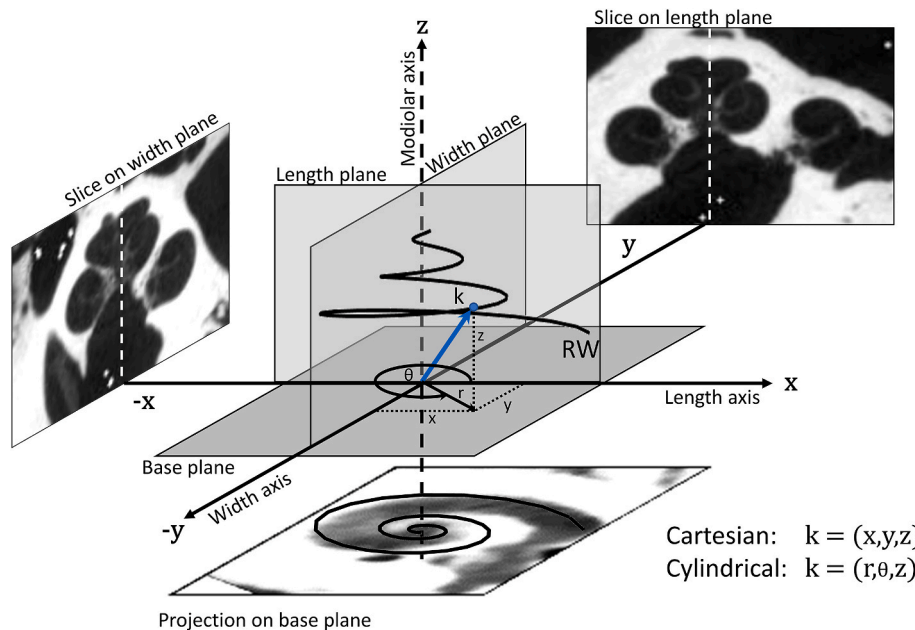 Slice on length plane
z
Modiolar axis
Width plane
Slice on width plane
Length plane
y
k
z
RW
θ
r
-x
x
Length axis
x
y
Base plane
Width axis
-y
Cartesian: k = (x,y,z)
Cylindrical: k = (r,θ,z)
Projection on base plane